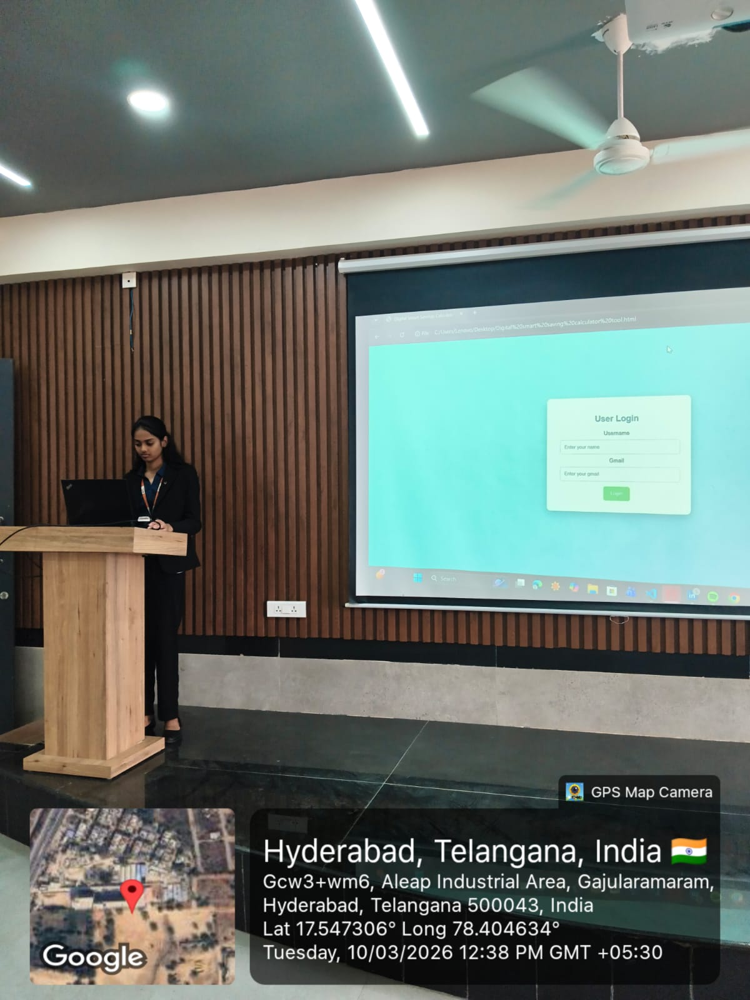 Digital Smart Savings Calculator
File C:/Users/Lenovo/Desktop/Digital%20smart%20saving%20calculator%20tool.html
User Login
Username
Enter your name
Gmail
Enter your gmail
Login
Search
GPS Map Camera
Hyderabad, Telangana, India
Gcw3+wm6, Aleap Industrial Area, Gajularamaram,
Hyderabad, Telangana 500043, India
Lat 17.547306° Long 78.404634°
Tuesday, 10/03/2026 12:38 PM GMT +05:30
Google